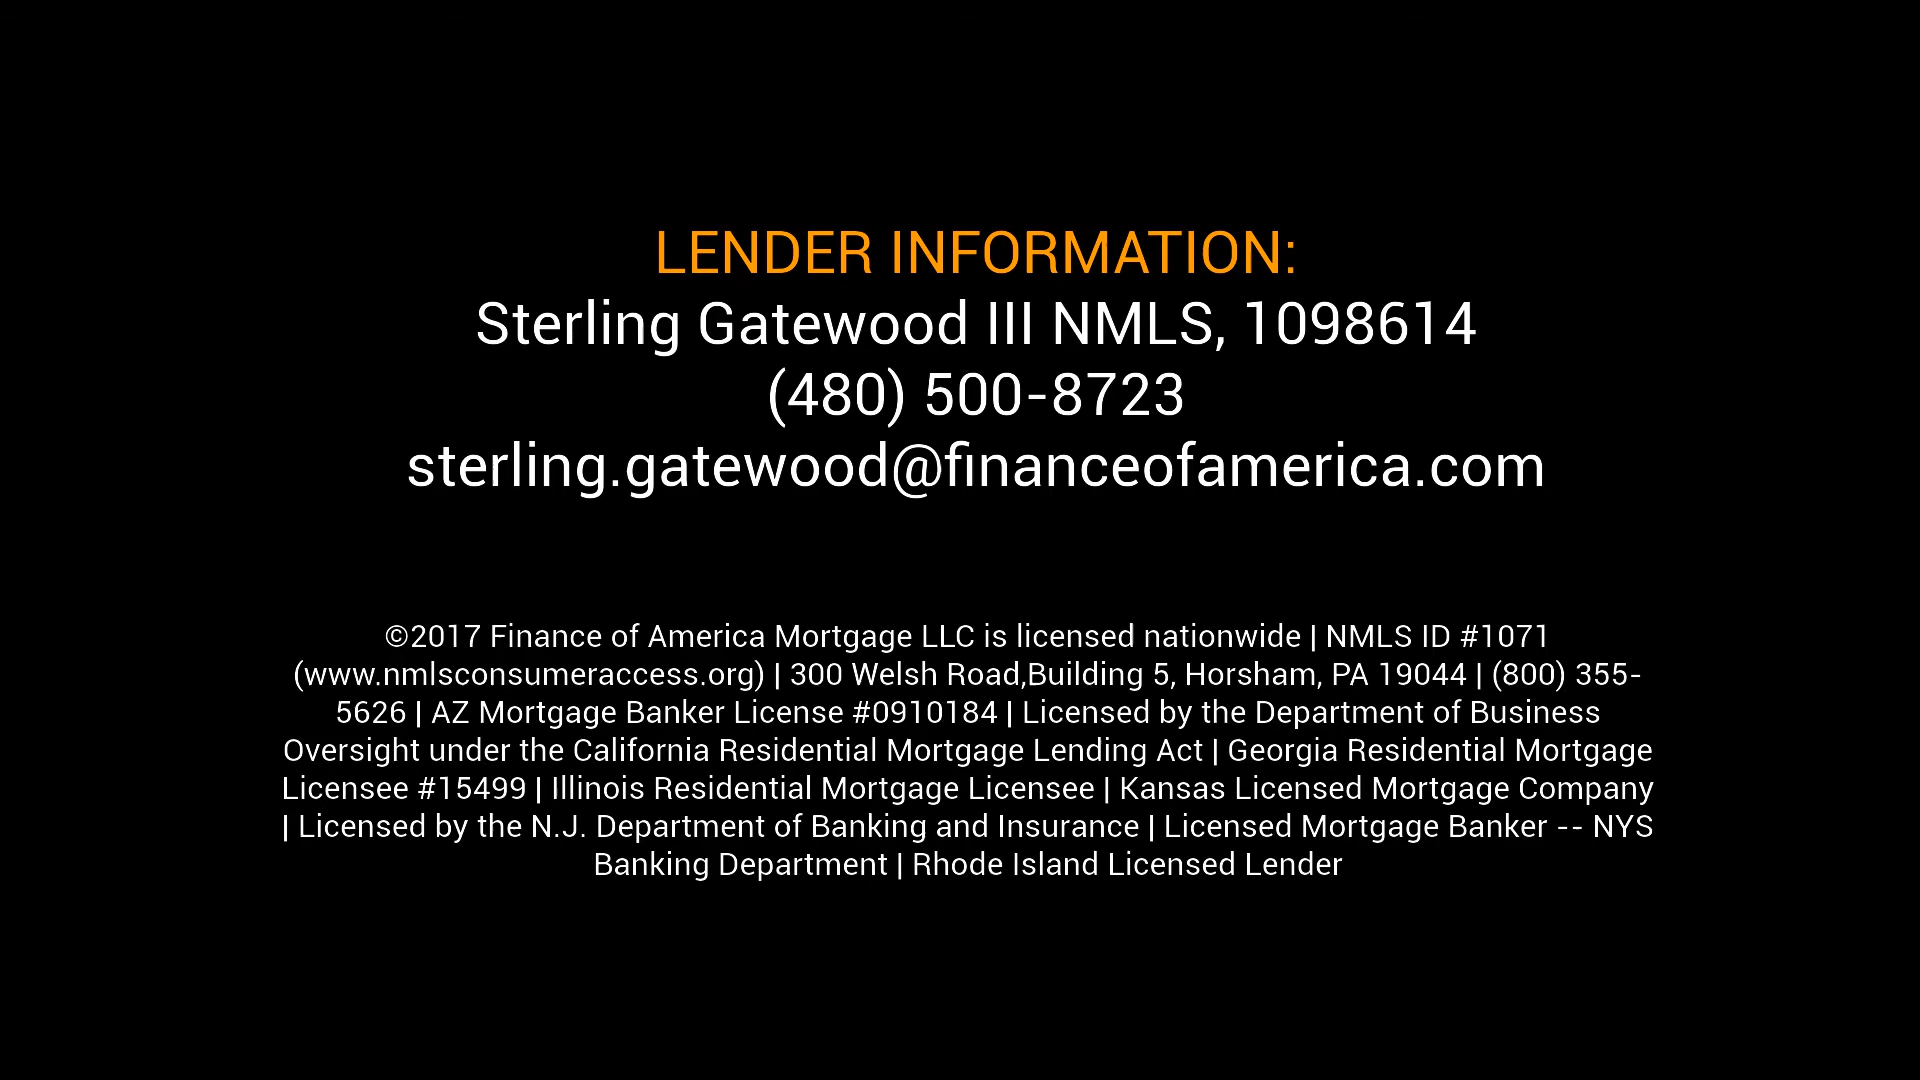 LENDER INFORMATION:
Sterling Gatewood III NMLS, 1098614
(480) 500-8723
sterling.gatewood@financeofamerica.com
©2017 Finance of America Mortgage LLC is licensed nationwide | NMLS ID #1071
(www.nmlsconsumeraccess.org) | 300 Welsh Road,Building 5, Horsham, PA 19044 | (800) 355-
5626 | AZ Mortgage Banker License #0910184 | Licensed by the Department of Business
Oversight under the California Residential Mortgage Lending Act | Georgia Residential Mortgage
Licensee #15499 | Illinois Residential Mortgage Licensee | Kansas Licensed Mortgage Company
| Licensed by the N.J. Department of Banking and Insurance | Licensed Mortgage Banker -- NYS
Banking Department | Rhode Island Licensed Lender